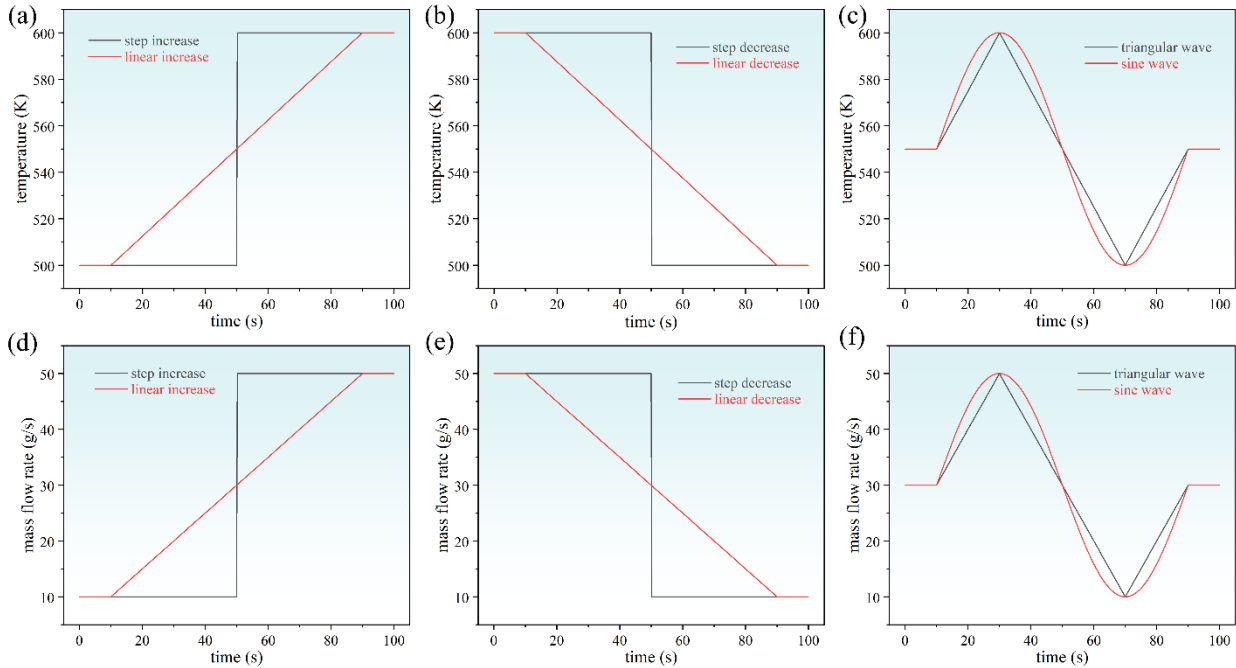 (a)
step increase
linear increase
600
580
560
540
520
500
temperature (K)
0 20 40 60 80 100
time (s)
(b)
step decrease
linear decrease
600
580
560
540
520
500
temperature (K)
0 20 40 60 80 100
time (s)
(c)
triangular wave
sine wave
600
580
560
540
520
500
temperature (K)
0 20 40 60 80 100
time (s)
(d)
step increase
linear increase
50
40
30
20
10
mass flow rate (g/s)
0 20 40 60 80 100
time (s)
(e)
step decrease
linear decrease
50
40
30
20
10
mass flow rate (g/s)
0 20 40 60 80 100
time (s)
(f)
triangular wave
sine wave
50
40
30
20
10
mass flow rate (g/s)
0 20 40 60 80 100
time (s)